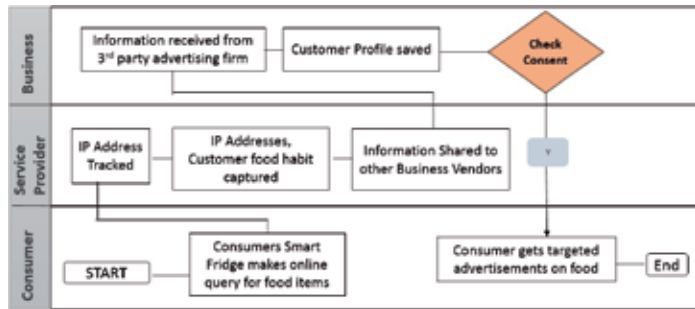 Business
Information received from
3rd party advertising firm
Customer Profile saved
Check
Consent
Service
Provider
IP Address
Tracked
IP Addresses,
Customer food habit
captured
Information Shared to
other Business Vendors
Y
Consumer
START
Consumers Smart
Fridge makes online
query for food items
Consumer gets targeted
advertisements on food
End